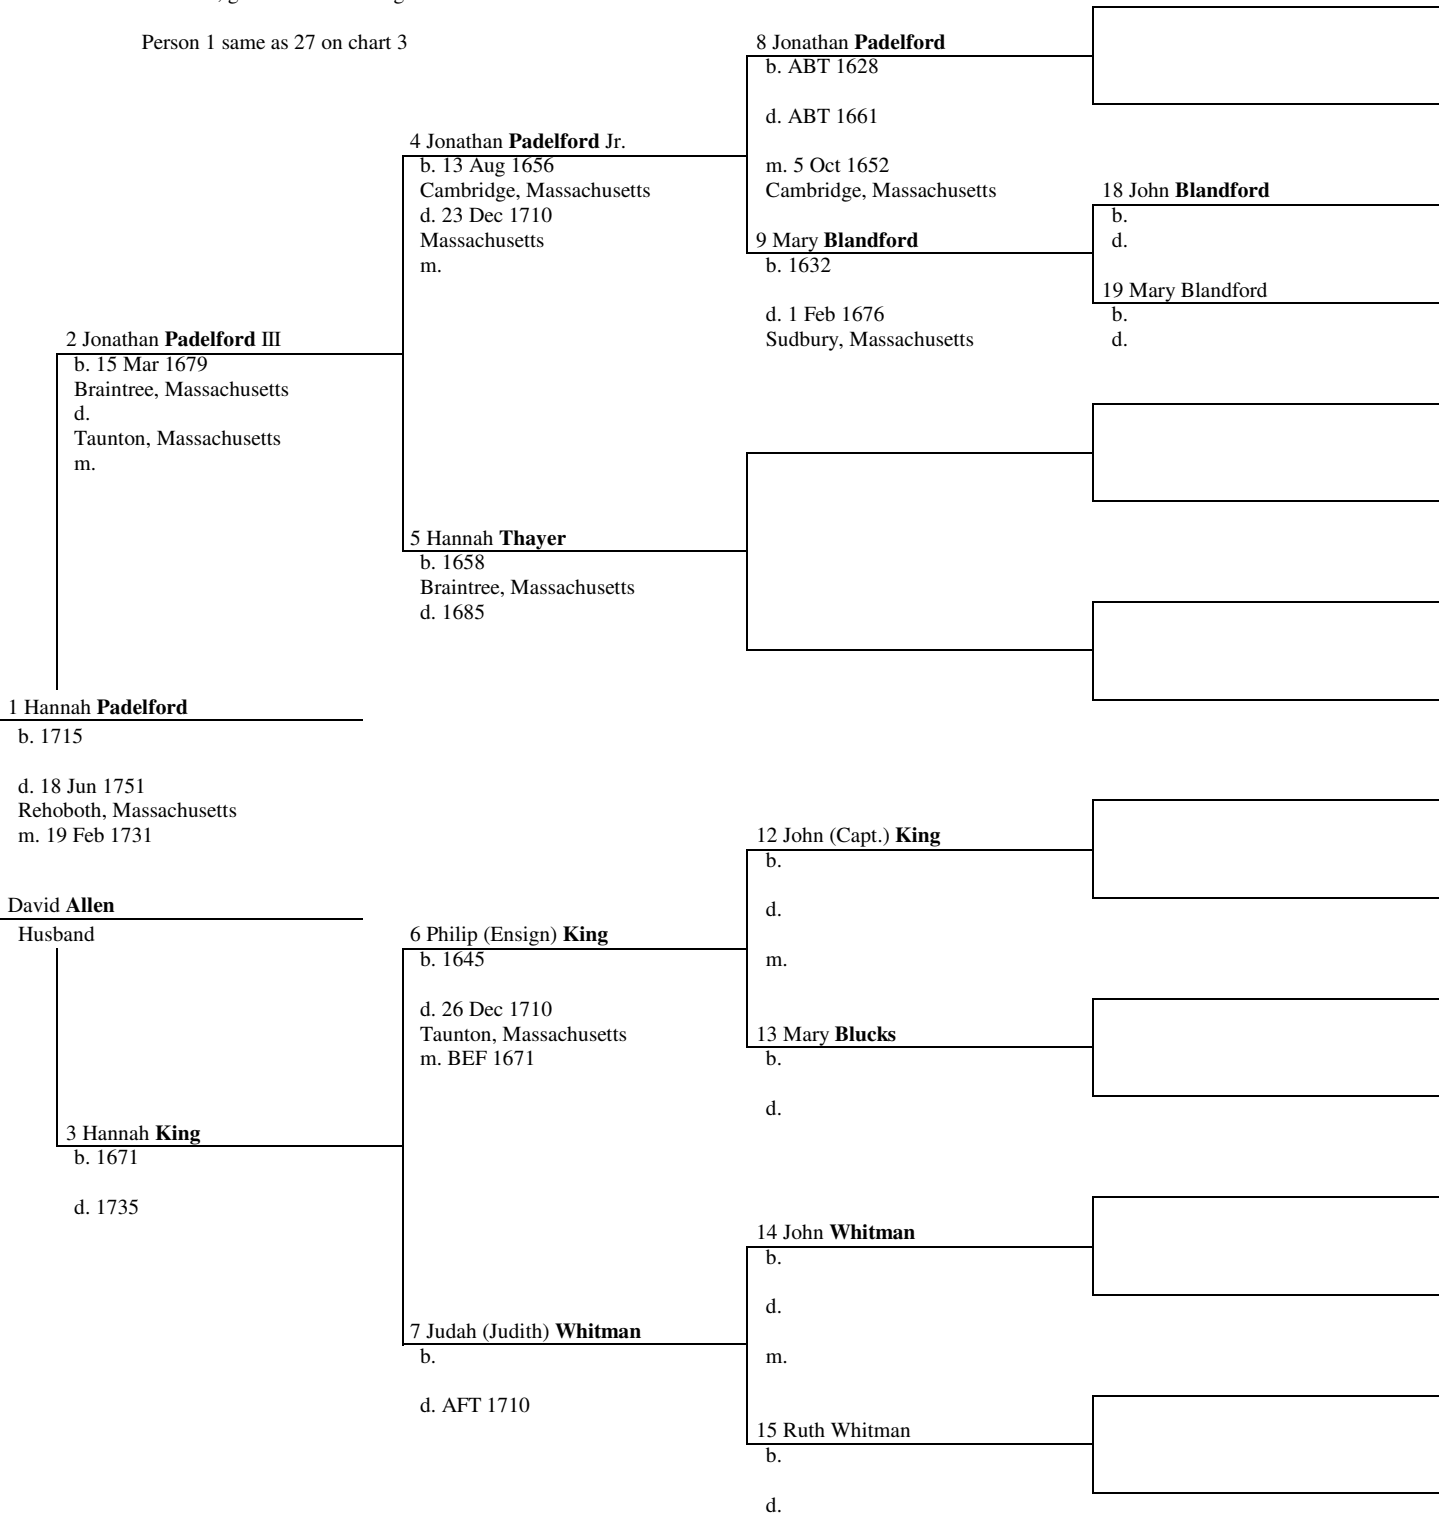 Person 1 same as 27 on chart 3
8 Jonathan Padelford
b. ABT 1628
d. ABT 1661
m. 5 Oct 1652
Cambridge, Massachusetts
4 Jonathan Padelford Jr.
b. 13 Aug 1656
Cambridge, Massachusetts
d. 23 Dec 1710
Massachusetts
m.
18 John Blandford
b.
d.
9 Mary Blandford
b. 1632
d. 1 Feb 1676
Sudbury, Massachusetts
19 Mary Blandford
b.
d.
2 Jonathan Padelford III
b. 15 Mar 1679
Braintree, Massachusetts
d.
Taunton, Massachusetts
m.
5 Hannah Thayer
b. 1658
Braintree, Massachusetts
d. 1685
1 Hannah Padelford
b. 1715
d. 18 Jun 1751
Rehoboth, Massachusetts
m. 19 Feb 1731
David Allen
Husband
12 John (Capt.) King
b.
d.
m.
6 Philip (Ensign) King
b. 1645
d. 26 Dec 1710
Taunton, Massachusetts
m. BEF 1671
13 Mary Blucks
b.
d.
3 Hannah King
b. 1671
d. 1735
14 John Whitman
b.
d.
m.
7 Judah (Judith) Whitman
b.
d. AFT 1710
15 Ruth Whitman
b.
d.